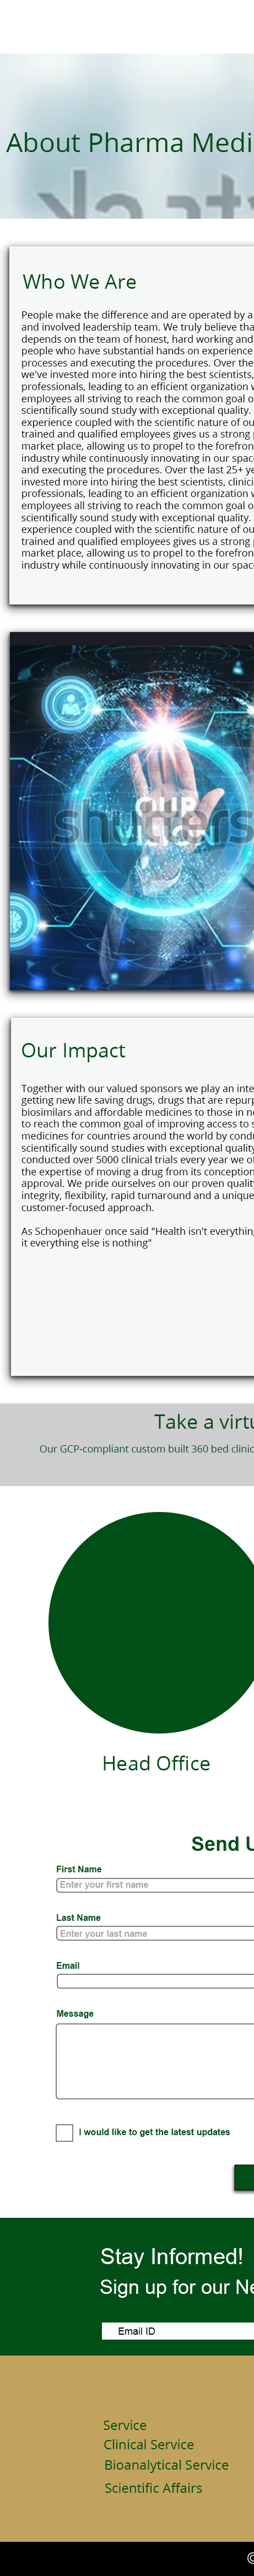 About Pharma Medi
Who We Are
People make the difference and are operated by a
and involved leadership team. We truly believe tha
depends on the team of honest, hard working and
people who have substantial hands on experience
processes and executing the procedures. Over the
we've invested more into hiring the best scientists,
professionals, leading to an efficient organization w
employees all striving to reach the common goal o
scientifically sound study with exceptional quality.
experience coupled with the scientific nature of ou
trained and qualified employees gives us a strong p
market place, allowing us to propel to the forefron
industry while continuously innovating in our spac
and executing the procedures. Over the last 25+ ye
invested more into hiring the best scientists, clinici
professionals, leading to an efficient organization w
employees all striving to reach the common goal o
scientifically sound study with exceptional quality.
experience coupled with the scientific nature of ou
trained and qualified employees gives us a strong p
market place, allowing us to propel to the forefron
industry while continuously innovating in our spac
OUR
VISION
shutters
Our Impact
Together with our valued sponsors we play an inte
getting new life saving drugs, drugs that are repurp
biosimilars and affordable medicines to those in ne
to reach the common goal of improving access to s
medicines for countries around the world by condu
scientifically sound studies with exceptional quality
conducted over 5000 clinical trials every year we of
the expertise of moving a drug from its exception
approval. We pride ourselves on our proven quality
integrity, flexibility, rapid turnaround and a unique
customer-focused approach.
As Schopenhauer once said "Health isn't everything
it everything else is nothing"
Take a virtu
Our GCP-compliant custom built 360 bed clinic
Head Office
Send U
First Name
Enter your first name
Last Name
Enter your last name
Email
Message
I would like to get the latest updates
Stay Informed!
Sign up for our Ne
Email ID
Service
Clinical Service
Bioanalytical Service
Scientific Affairs
©